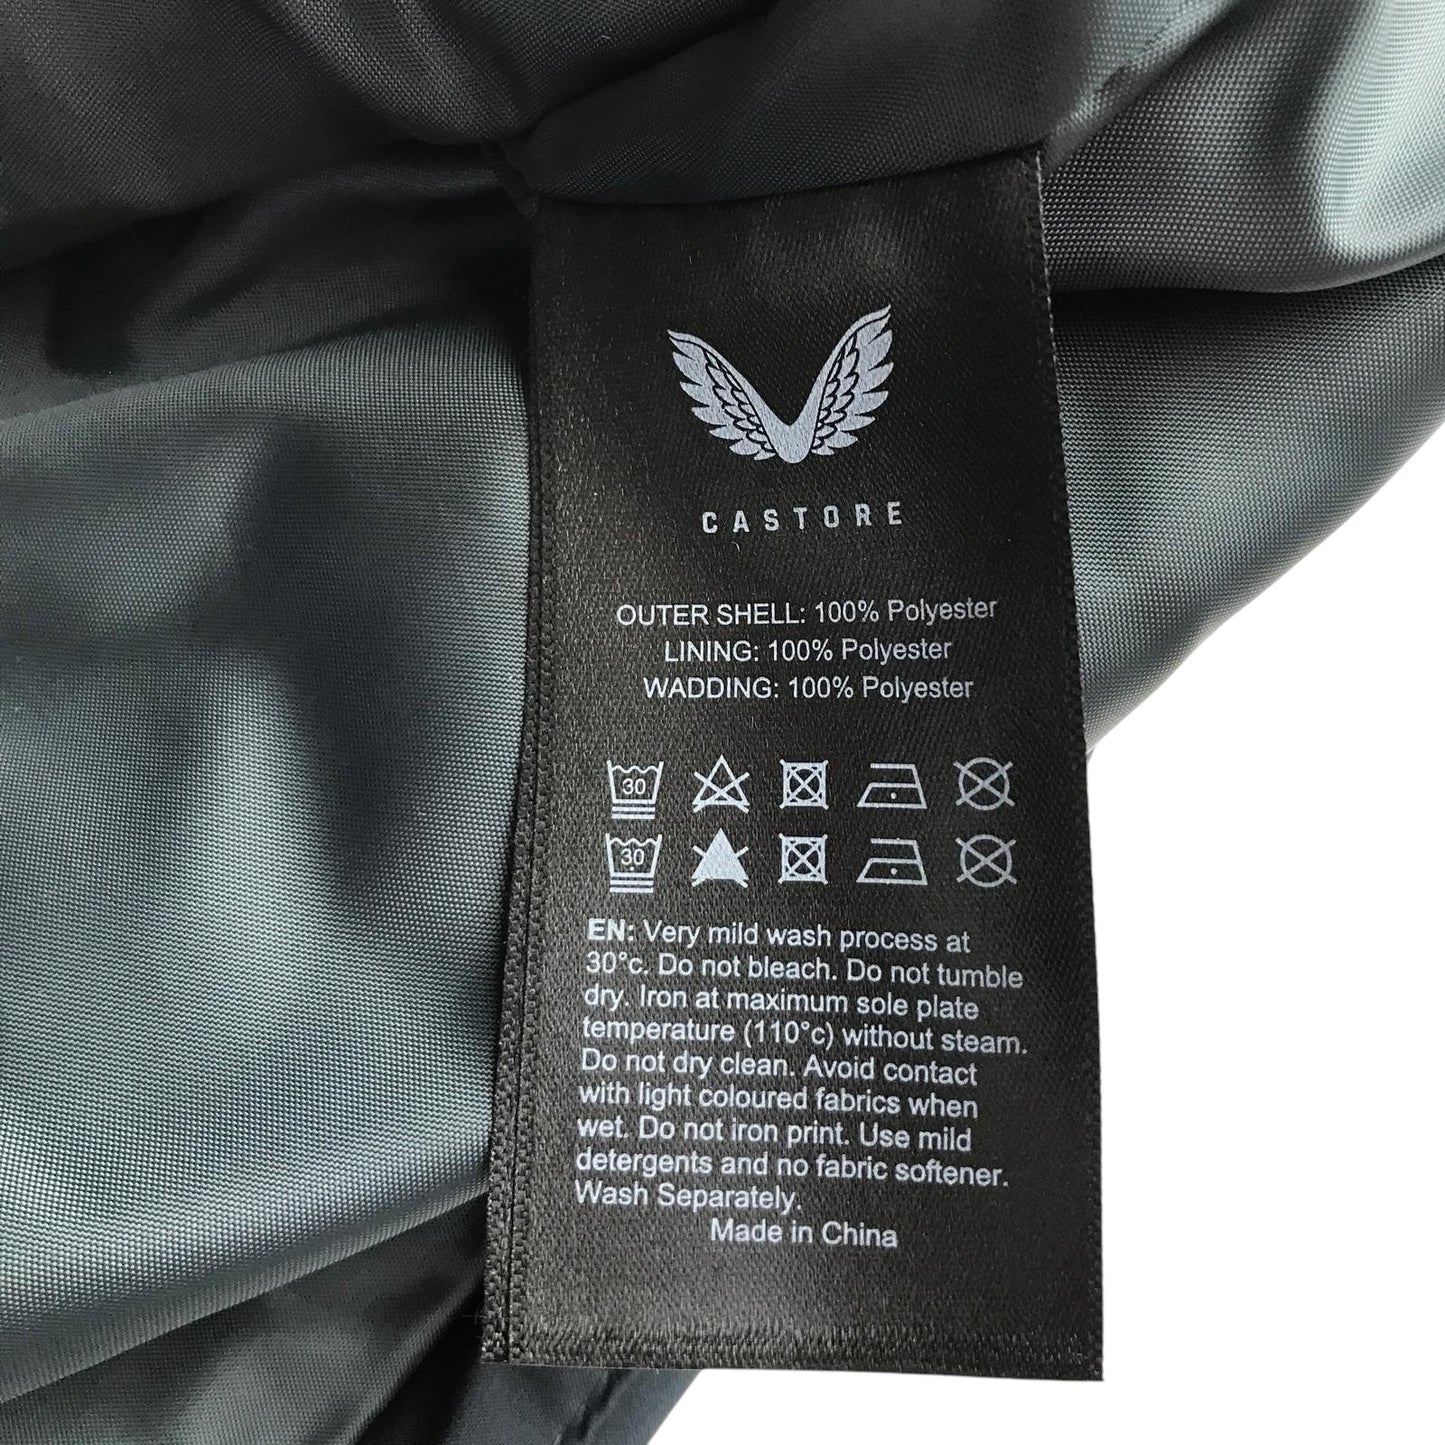 CASTORE
OUTER SHELL: 100% Polyester
LINING: 100% Polyester
WADDING: 100% Polyester
30
30
EN: Very mild wash process at
30°c. Do not bleach. Do not tumble
dry. Iron at maximum sole plate
temperature (110°c) without steam.
Do not dry clean. Avoid contact
with light coloured fabrics when
wet. Do not iron print. Use mild
detergents and no fabric softener.
Wash Separately.
Made in China